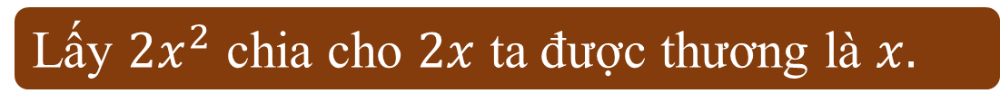 Lấy 2x² chia cho 2x ta được thương là x.